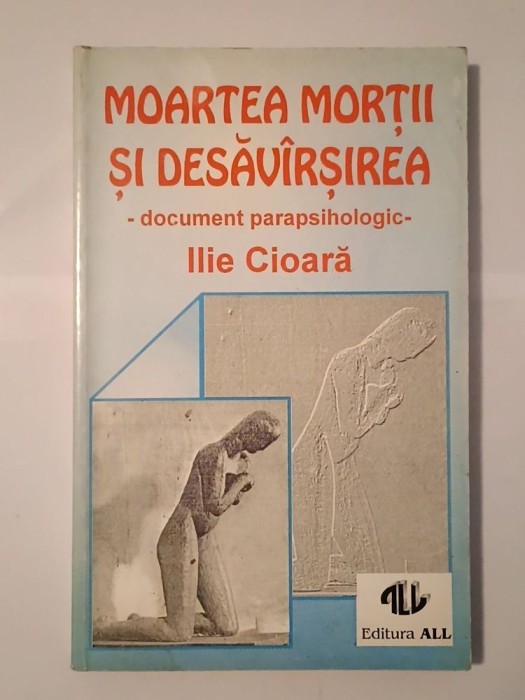 MOARTEA MORȚII
ȘI DESĂVÎRȘIREA
- document parapsihologic-
Ilie Cioară
ALL
Editura ALL